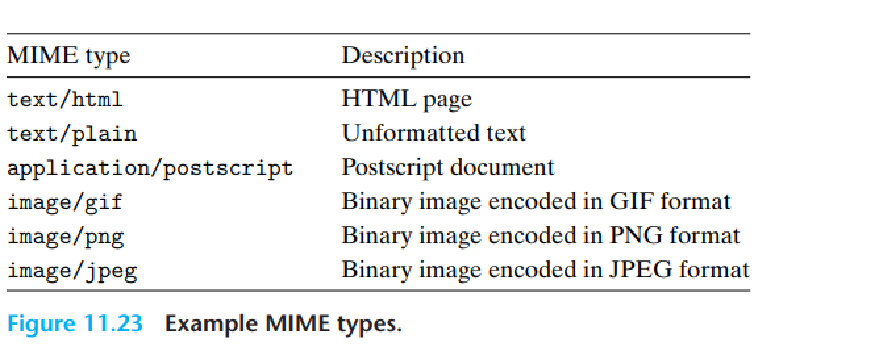 MIME type Description
text/html HTML page
text/plain Unformatted text
application/postscript Postscript document
image/gif Binary image encoded in GIF format
image/png Binary image encoded in PNG format
image/jpeg Binary image encoded in JPEG format
Figure 11.23 Example MIME types.